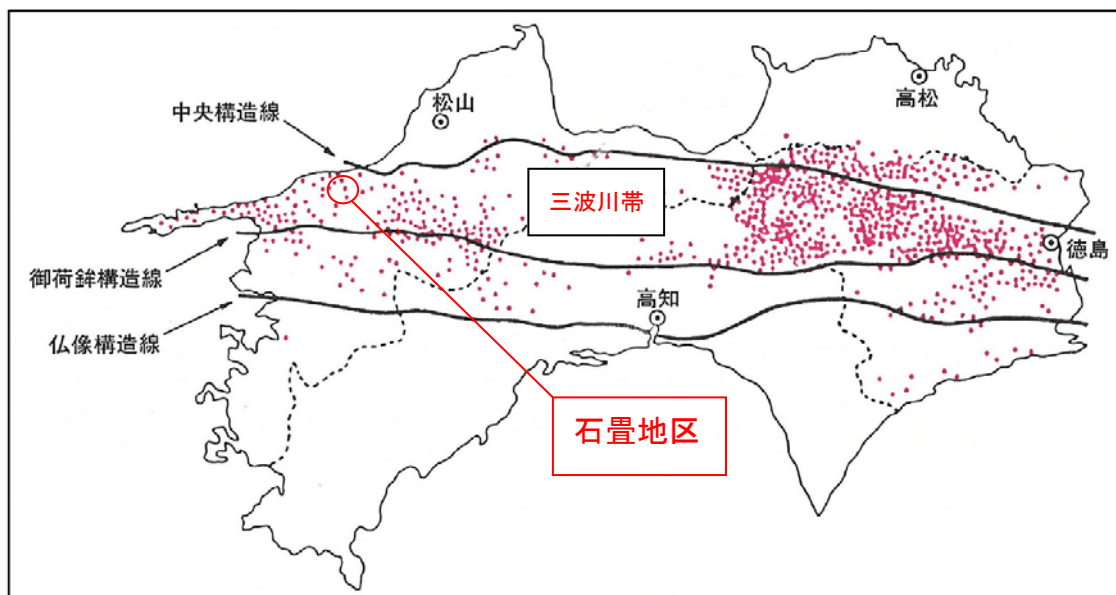 高松
松山
中央構造線
三波川帯
徳島
御荷鉾構造線
高知
仏像構造線
石畳地区